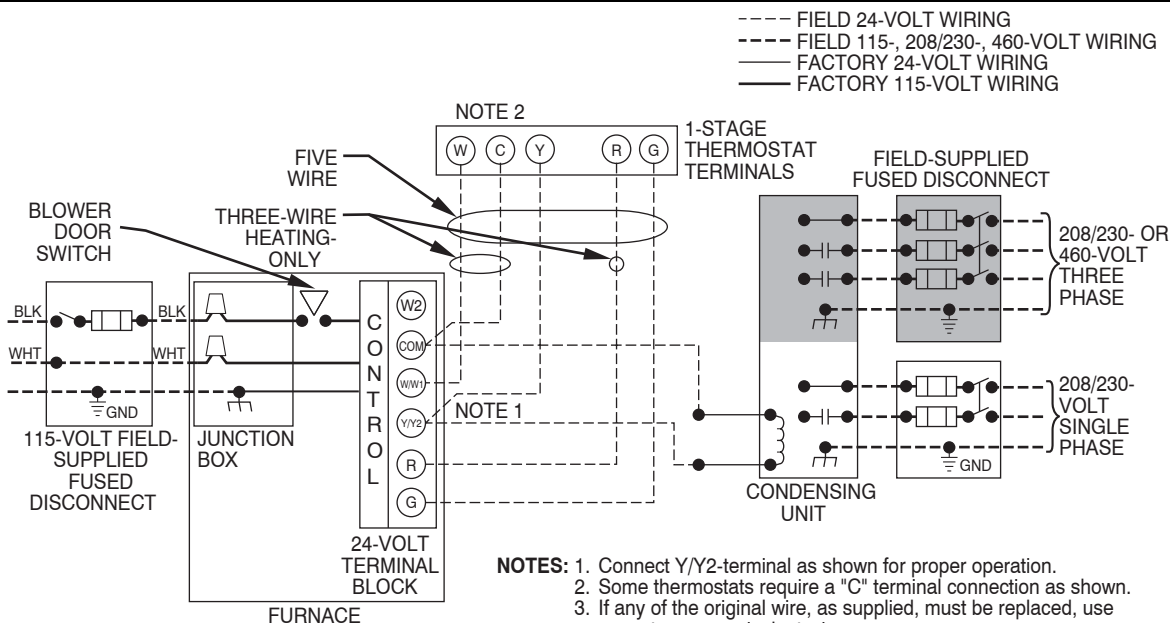 FIELD 24-VOLT WIRING
FIELD 115-, 208/230-, 460-VOLT WIRING
FACTORY 24-VOLT WIRING
FACTORY 115-VOLT WIRING
NOTE 2
W C Y R G
1-STAGE
THERMOSTAT
TERMINALS
FIVE
WIRE
THREE-WIRE
HEATING-
ONLY
BLOWER
DOOR
SWITCH
BLK
BLK
WHT
WHT
GND
115-VOLT FIELD-
SUPPLIED
FUSED
DISCONNECT
JUNCTION
BOX
CONTROL
W2
COM
W/W1
Y/Y2
R
G
NOTE 1
24-VOLT
TERMINAL
BLOCK
FURNACE
FIELD-SUPPLIED
FUSED DISCONNECT
208/230- OR
460-VOLT
THREE
PHASE
208/230-
VOLT
SINGLE
PHASE
GND
CONDENSING
UNIT
NOTES: 1. Connect Y/Y2-terminal as shown for proper operation.
2. Some thermostats require a "C" terminal connection as shown.
3. If any of the original wire, as supplied, must be replaced, use